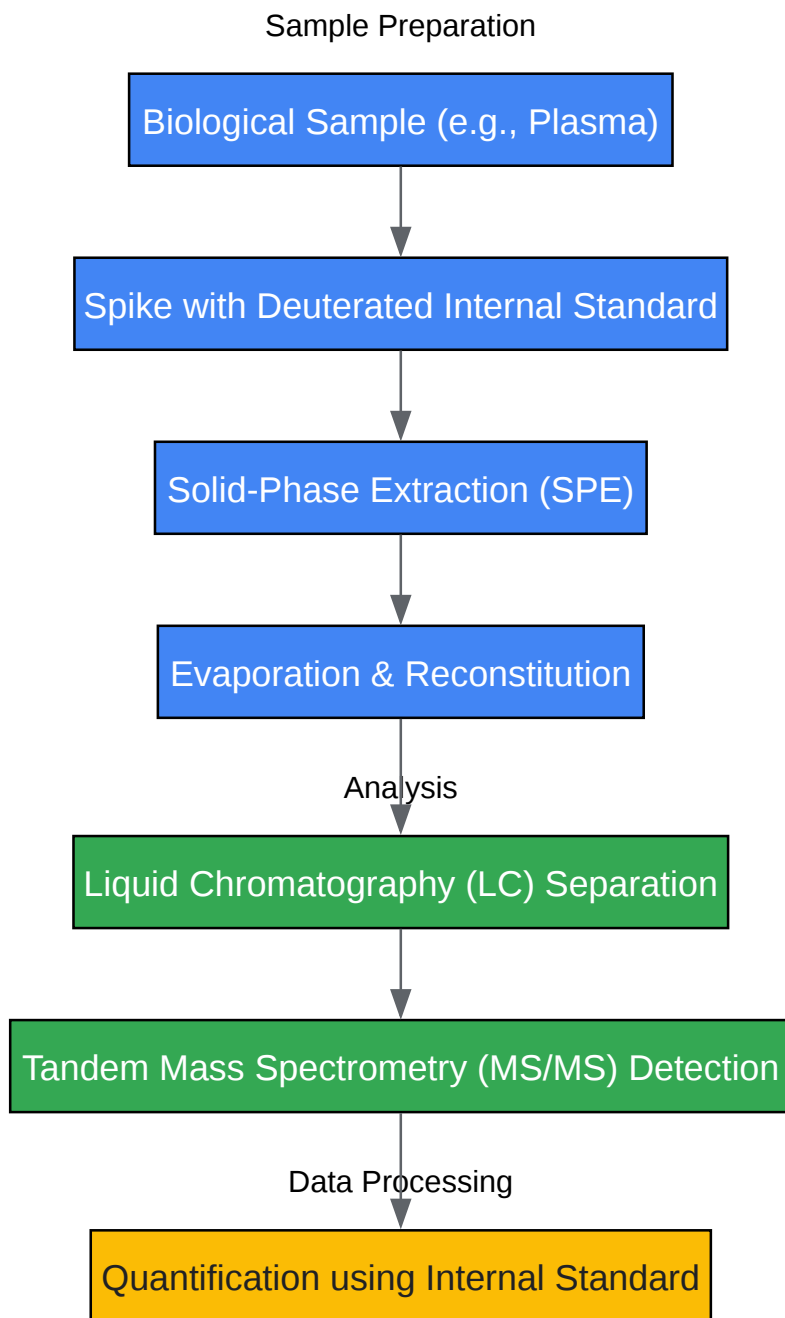 Sample Preparation
Biological Sample (e.g., Plasma)
Spike with Deuterated Internal Standard
Solid-Phase Extraction (SPE)
Evaporation & Reconstitution
Analysis
Liquid Chromatography (LC) Separation
Tandem Mass Spectrometry (MS/MS) Detection
Data Processing
Quantification using Internal Standard